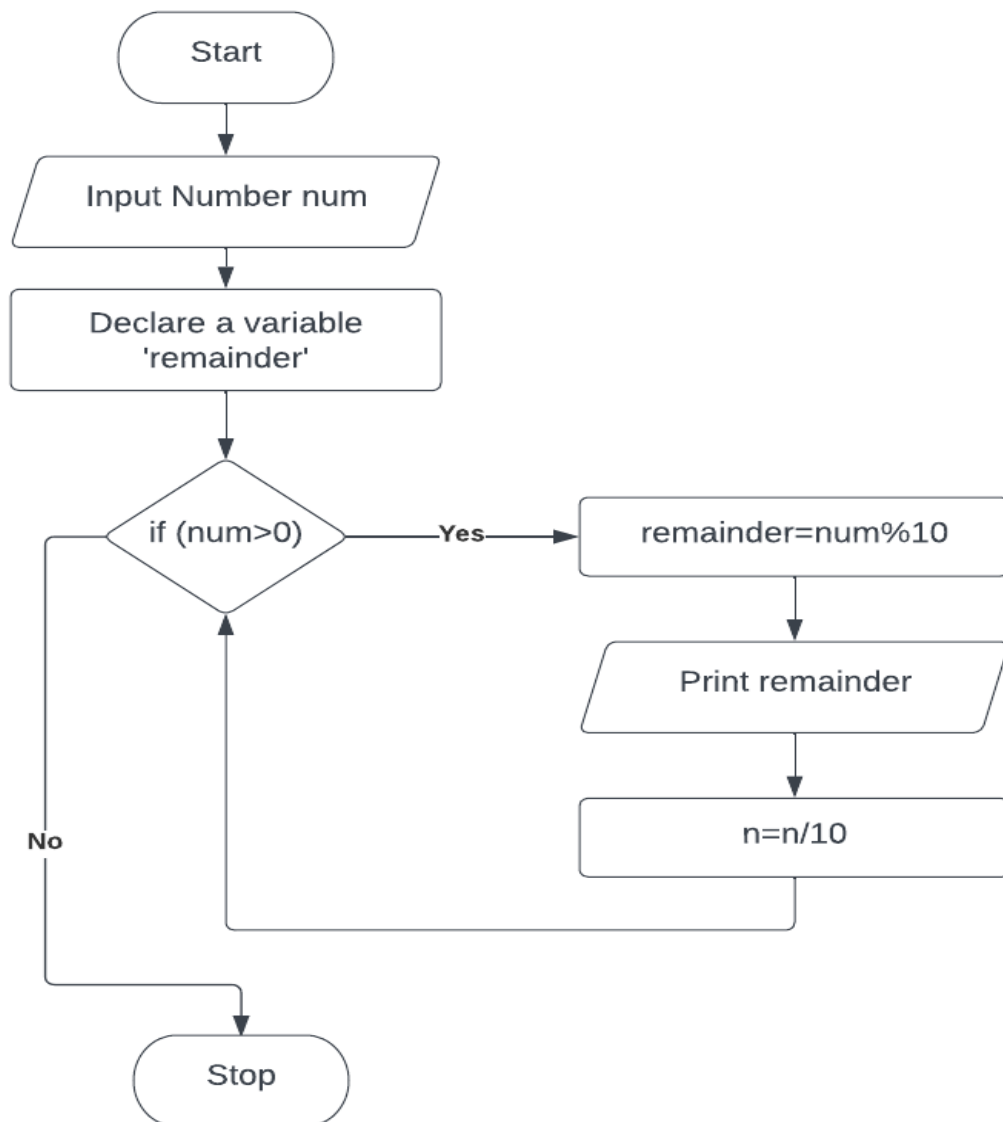 Start
Input Number num
Declare a variable
'remainder'
if (num>0)
Yes
remainder=num%10
Print remainder
n=n/10
No
Stop